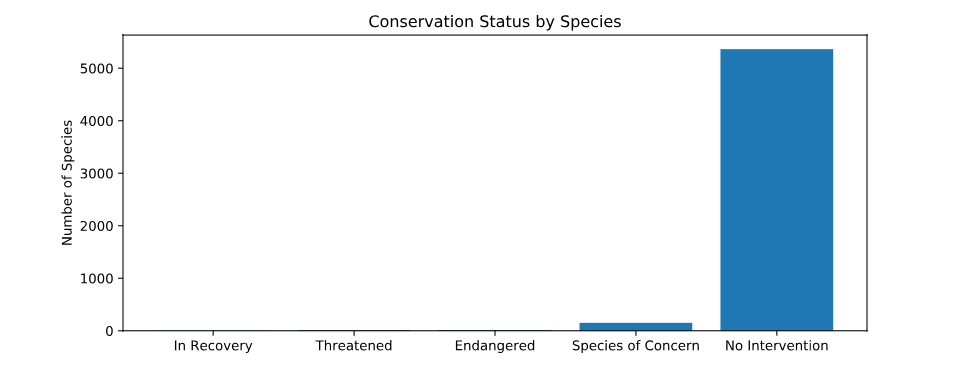 Conservation Status by Species
Number of Species
5000
4000
3000
2000
1000
0
In Recovery
Threatened
Endangered
Species of Concern
No Intervention